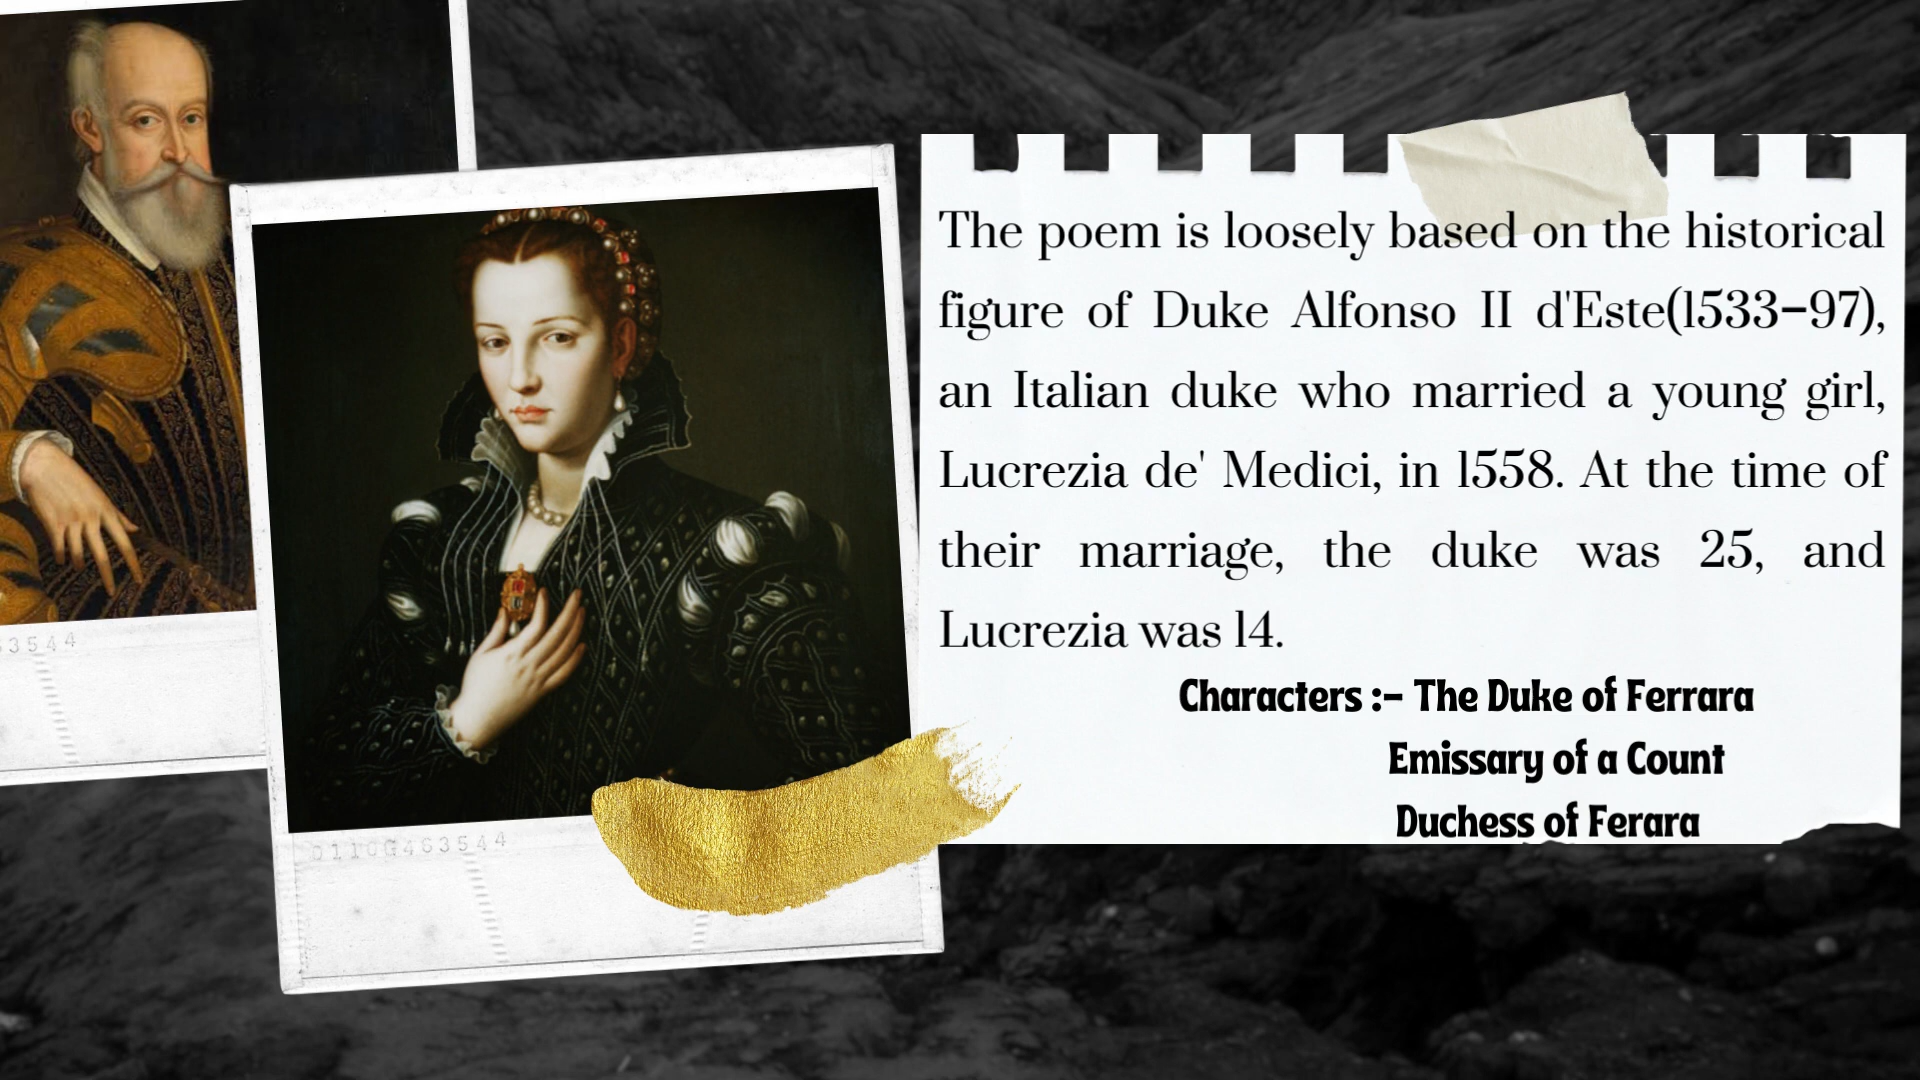 The poem is loosely based on the historical
figure of Duke Alfonso II d'Este(1533–97),
an Italian duke who married a young girl,
Lucrezia de' Medici, in 1558. At the time of
their marriage, the duke was 25, and
Lucrezia was 14.
Characters :- The Duke of Ferrara
Emissary of a Count
Duchess of Ferara
63544
0110G463544